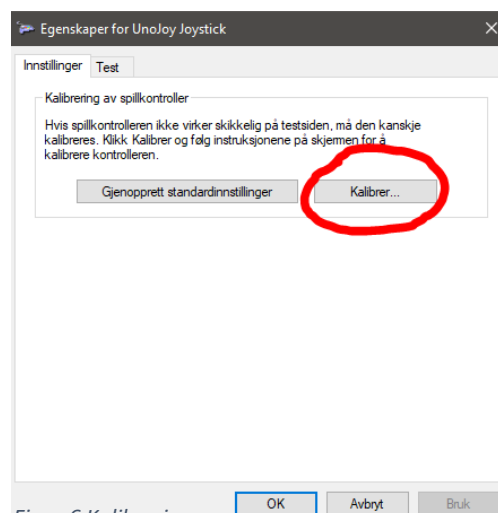 Egenskaper for UnoJoy Joystick
Innstillinger Test
Kalibrering av spillkontroller
Hvis spillkontrolleren ikke virker skikkelig på testsiden, må den kanskje
kalibreres. Klikk Kalibrer og følg instruksjonene på skjermen for å
kalibrere kontrolleren.
Gjenopprett standardinnstillinger Kalibrer...
OK Avbryt Bruk